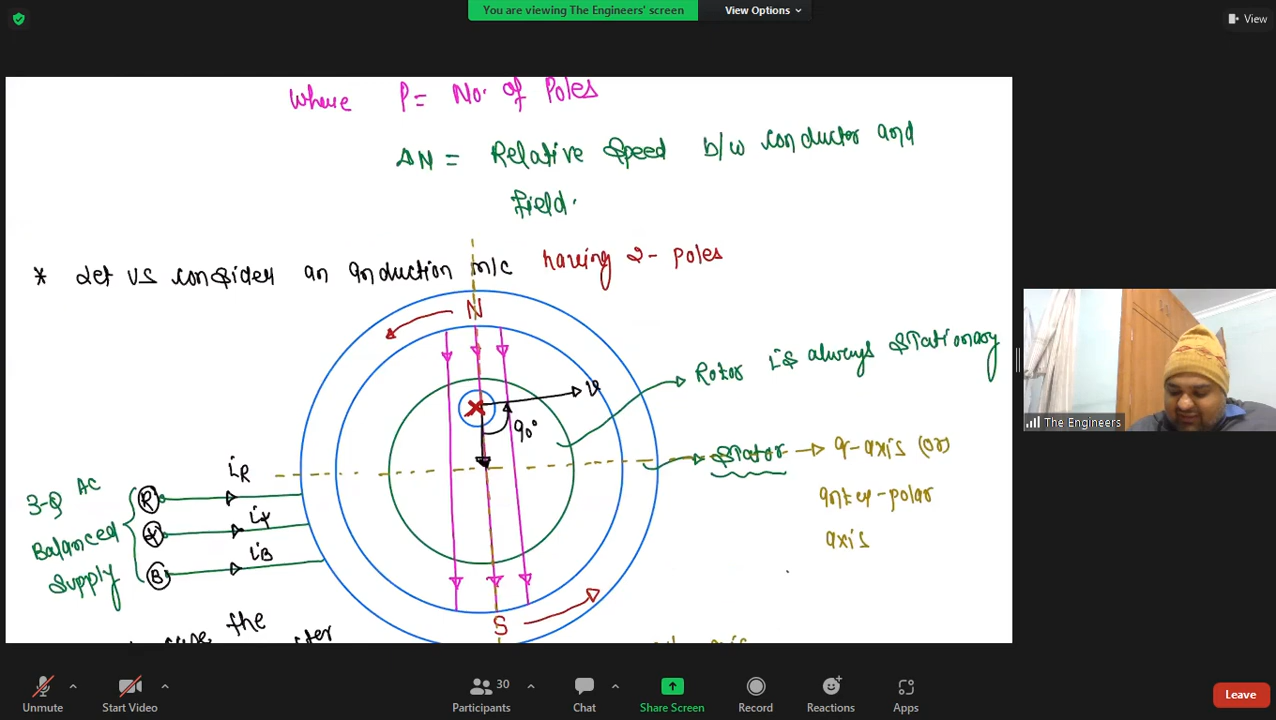 You are viewing The Engineers' screen
View Options
View
Where P = No. of Poles
ΔN = Relative Speed b/w conductor and
Field.
* Let us consider an Induction m/c having 2- poles
N
Rotor is always Stationary
v
90°
Stator → q-axis (or)
inter-polar
axis
3-Φ AC
Balanced
Supply
R
Y
B
iR
iY
iB
S
case the
axis
The Engineers
Unmute
Start Video
Participants
30
Chat
Share Screen
Record
Reactions
Apps
Leave